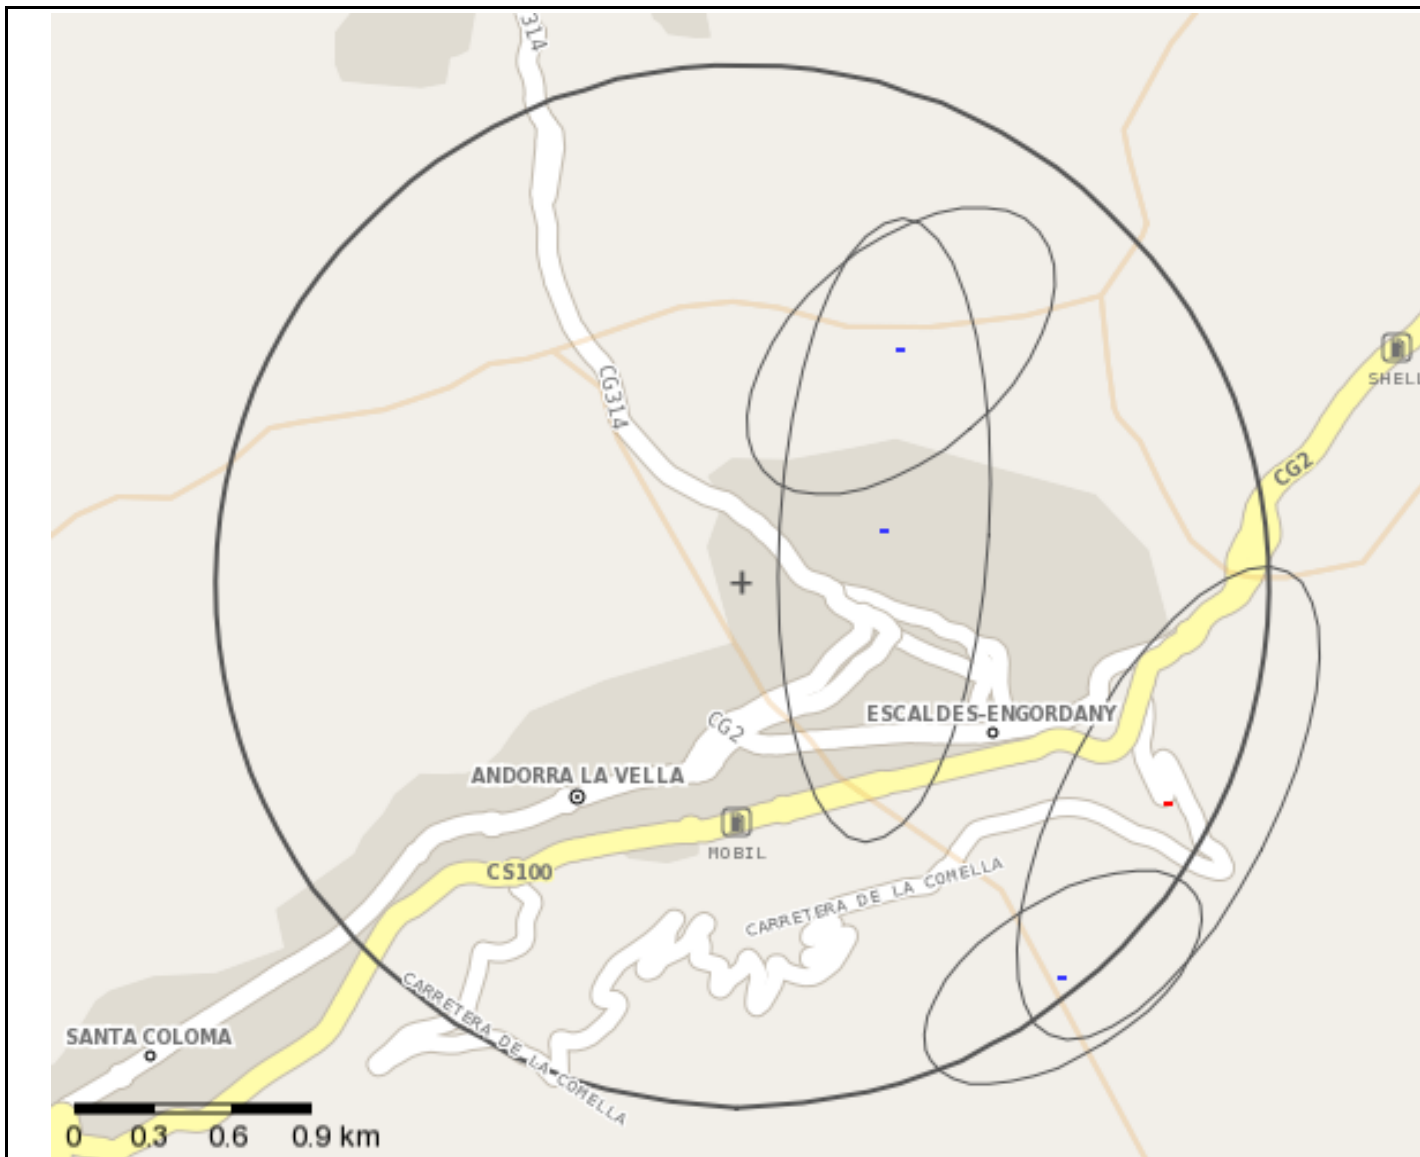 314
CG314
SHELL
CG2
ESCALDES-ENGORDANY
CG2
ANDORRA LA VELLA
MOBIL
CS100
CARRETERA DE LA COMELLA
CARRETERA DE LA COMELLA
SANTA COLOMA
0 0.3 0.6 0.9 km